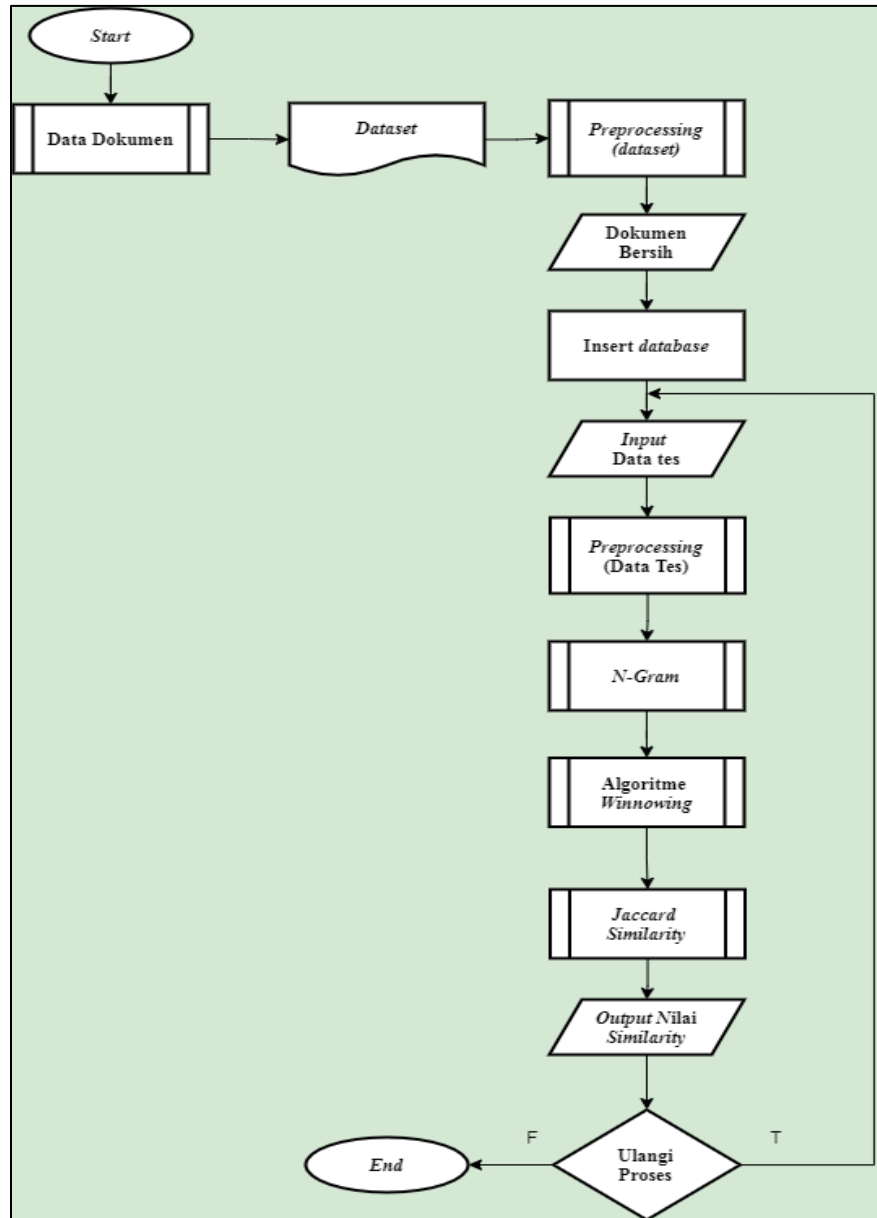 Start
Data Dokumen
Dataset
Preprocessing
(dataset)
Dokumen
Bersih
Insert database
Input
Data tes
Preprocessing
(Data Tes)
N-Gram
Algoritme
Winnowing
Jaccard
Similarity
Output Nilai
Similarity
F
T
Ulangi
Proses
End